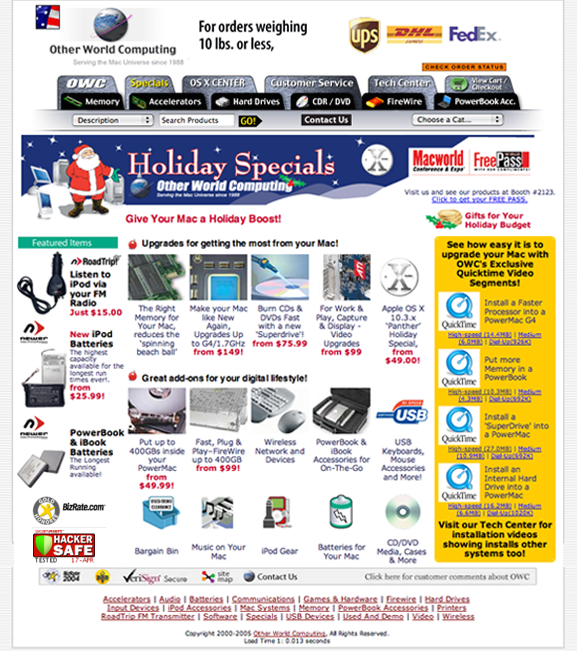 For orders weighing
10 lbs. or less,
ups
DHL
FedEx
Other World Computing
Serving the Mac Universe since 1988
CHECK ORDER STATUS
OWC
Specials
OS X CENTER
Customer Service
Tech Center
View Cart /
Checkout
Memory
Accelerators
Hard Drives
CDR / DVD
FireWire
PowerBook Acc.
Description
Search Products
GO!
Contact Us
Choose a Cat...
Holiday Specials
Other World Computing
Serving the Mac Universe since 1988
X
Macworld
Conference & Expo
FreePass
Visit us and see our products at Booth #2123.
Click to get your FREE PASS.
Give Your Mac a Holiday Boost!
Gifts for Your
Holiday Budget
Featured Items
RoadTrip!
Listen to
iPod via
your FM
Radio
Just $15.00
newer
New iPod
Batteries
The highest
capacity
available for the
longest run
times ever!.
from
$25.99!
newer
PowerBook
& iBook
Batteries
The Longest
Running
available!
BizRate.com
HACKER
SAFE
TESTED 17-APR
Upgrades for getting the most from your Mac!
The Right
Memory for
Your Mac,
reduces the
'spinning
beach ball'
Make your Mac
like New
Again,
Upgrades Up
to G4/1.7GHz
from $149!
Burn CDs &
DVDs Fast
with a new
'Superdrive'!
from $75.99
ATI
For Work &
Play, Capture
& Display -
Video
Upgrades
from $99
X
Apple OS X
10.3.x
'Panther'
Holiday
Special,
from
$49.00!
Great add-ons for your digital lifestyle!
Put up to
400GBs inside
your
PowerMac
from
$49.99!
Fast, Plug &
Play-FireWire
up to 400GB
from $99!
Wireless
Network and
Devices
PowerBook &
iBook
Accessories
for
On-The-Go
USB
USB
Keyboards,
Mouse
Accessories
and More!
Bargain Bin
Music on Your
Mac
iPod Gear
Batteries for
Your Mac
CD/DVD
Media, Cases
& More
See how easy it is to
upgrade your Mac with
OWC's Exclusive
Quicktime Video
Segments!
QuickTime
Install a Faster
Processor into a
PowerMac G4
High-speed (14.4MB) | Medium
(6.0MB) | Dial-Up(892K)
QuickTime
Put more
Memory in a
PowerBook
High-speed (10.3MB) | Medium
(4.3MB) | Dial-Up(692K)
QuickTime
Install a
'SuperDrive' into
a PowerMac
High-speed (27.0MB) | Medium
(10.9MB) | Dial-Up(692K)
QuickTime
Install an
Internal Hard
Drive into a
PowerMac
High-speed (16.2MB) | Medium
(6.6MB) | Dial-Up(1020K)
Visit our Tech Center for
installation videos
showing installs other
systems too!
VeriSign Secure
site
map
Contact Us
Click here for customer comments about OWC
Accelerators | Audio | Batteries | Communications | Games & Hardware | Firewire | Hard Drives
Input Devices | iPod Accessories | Mac Systems | Memory | PowerBook Accessories | Printers
RoadTrip FM Transmitter | Software | Specials | USB Devices | Used And Demo | Video | Wireless
Copyright 2000-2005 Other World Computing, All Rights Reserved.
Load Time 1: 0.013 seconds